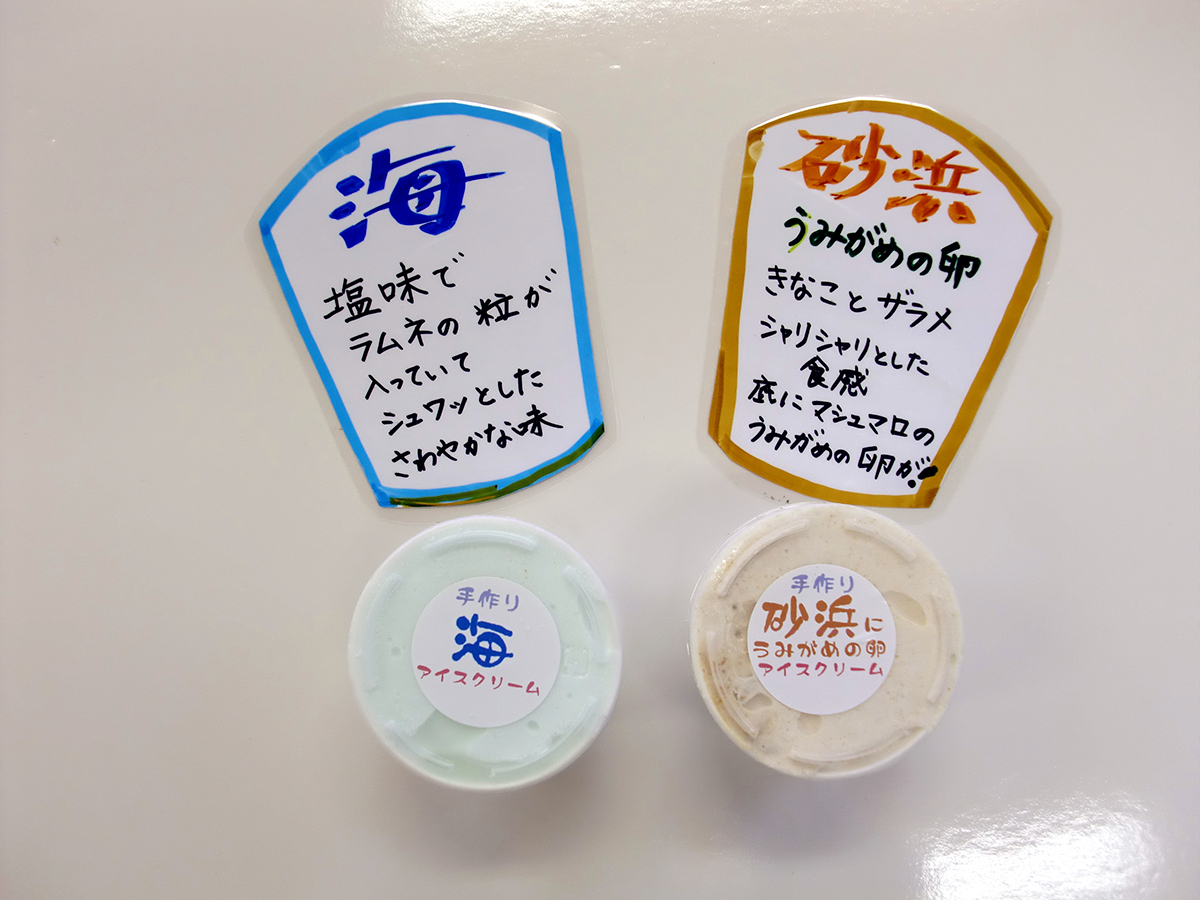 海
塩味で
ラムネの粒が
入っていて
シュワッとした
さわやかな味
砂浜
うみがめの卵
きなことザラメ
シャリシャリとした
食感
底にマシュマロの
うみがめの卵が!
手作り
海
アイスクリーム
手作り
砂浜に
うみがめの卵
アイスクリーム